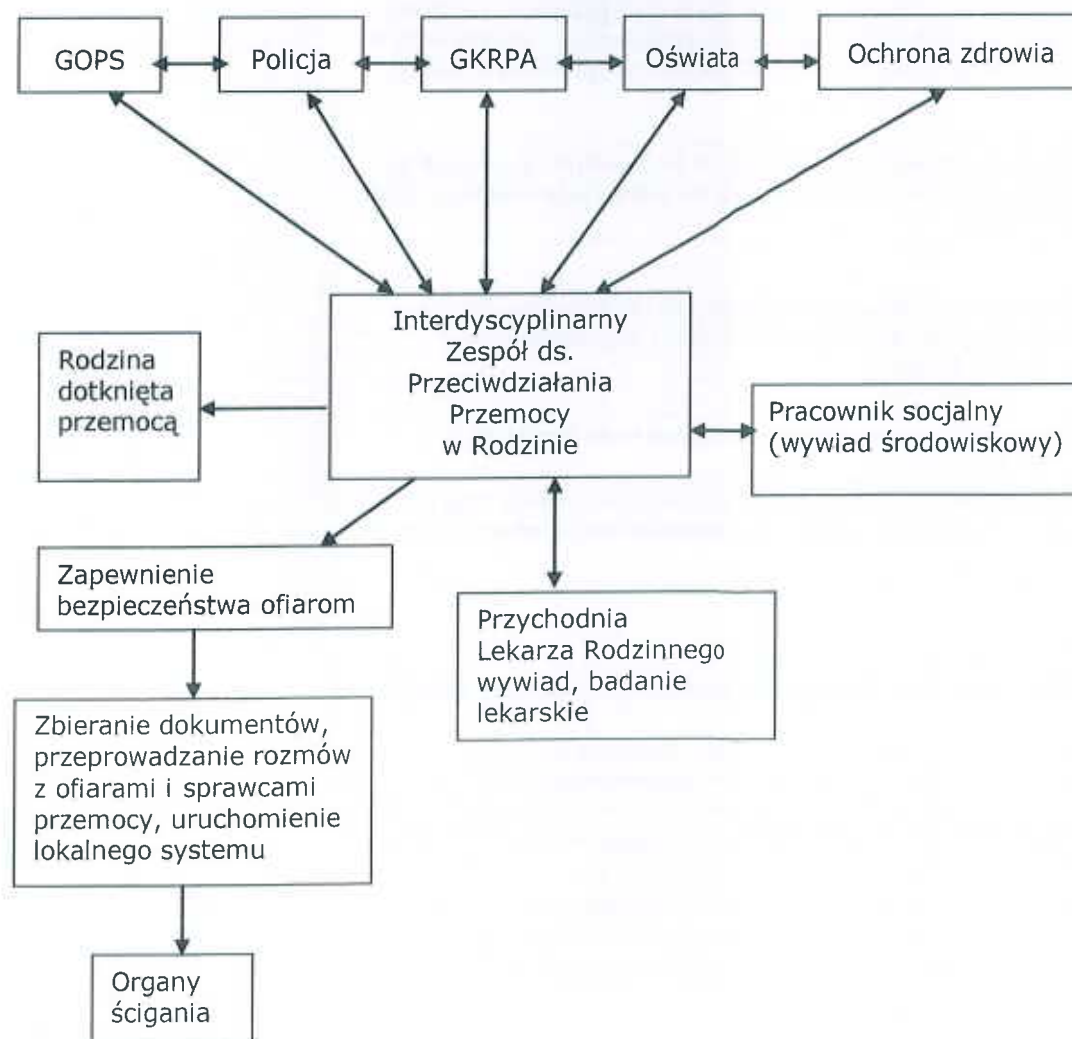 GOPS
Policja
GKRPA
Oświata
Ochrona zdrowia
Interdyscyplinarny
Zespół ds.
Przeciwdziałania
Przemocy
w Rodzinie
Rodzina
dotknięta
przemocą
Pracownik socjalny
(wywiad środowiskowy)
Zapewnienie
bezpieczeństwa ofiarom
Przychodnia
Lekarza Rodzinnego
wywiad, badanie
lekarskie
Zbieranie dokumentów,
przeprowadzanie rozmów
z ofiarami i sprawcami
przemocy, uruchomienie
lokalnego systemu
Organy
ścigania